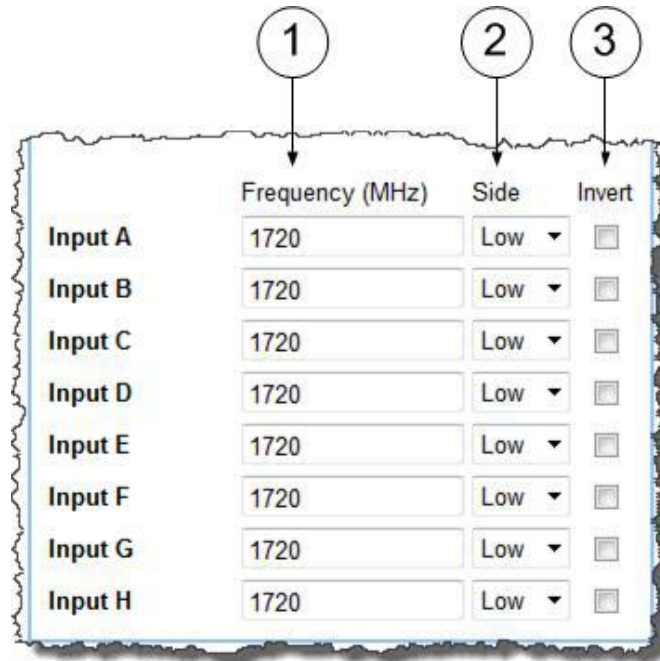 1 2 3
Frequency (MHz) Side Invert
Input A 1720 Low
Input B 1720 Low
Input C 1720 Low
Input D 1720 Low
Input E 1720 Low
Input F 1720 Low
Input G 1720 Low
Input H 1720 Low